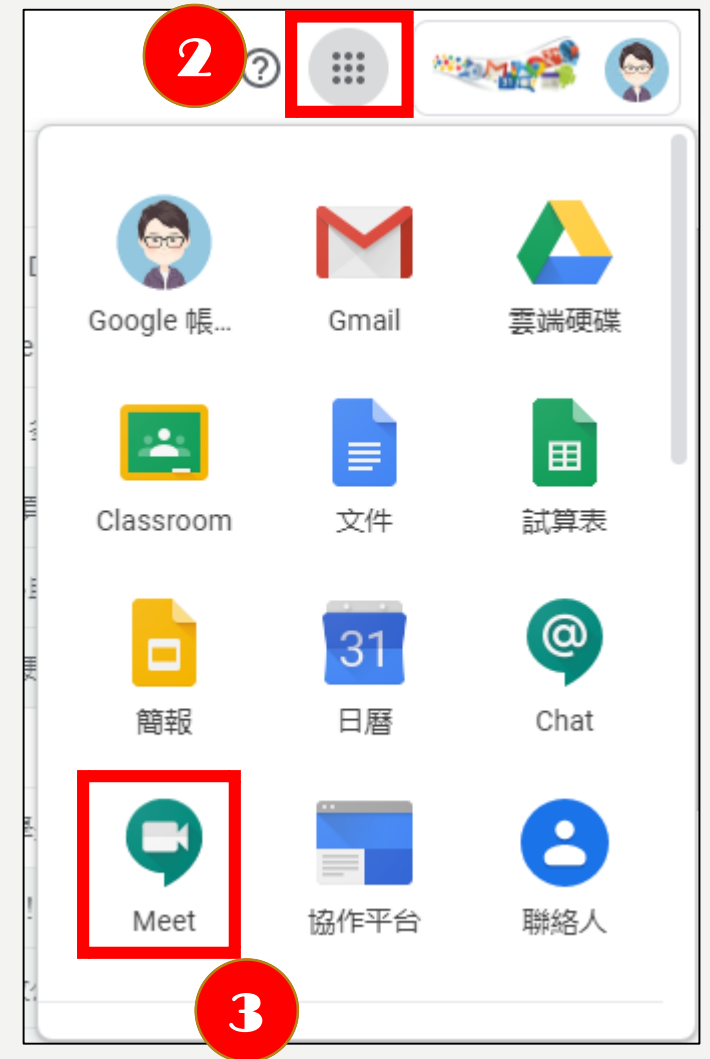 2
?
Google 帳...
Gmail
雲端硬碟
Classroom
文件
試算表
簡報
31
日曆
@
Chat
Meet
協作平台
聯絡人
3